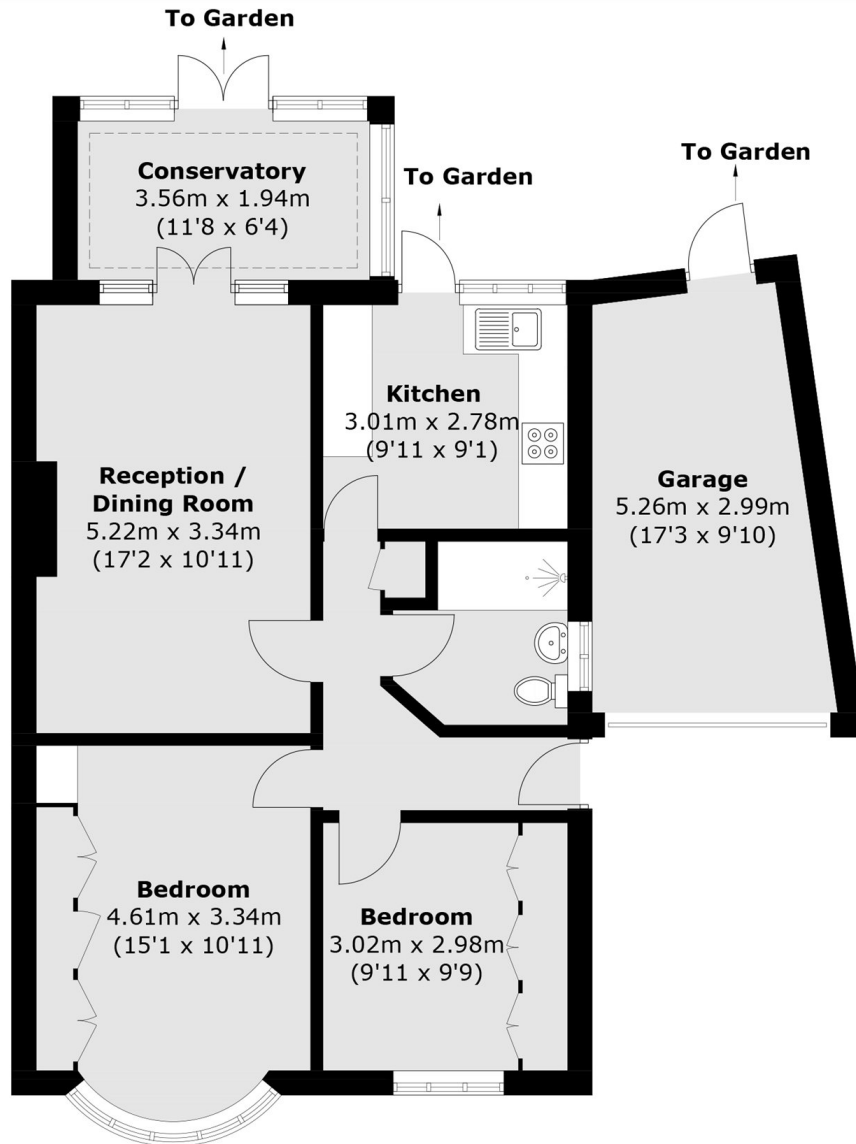 To Garden
Conservatory
3.56m x 1.94m
(11'8 x 6'4)
To Garden
To Garden
Kitchen
3.01m x 2.78m
(9'11 x 9'1)
Reception /
Dining Room
5.22m x 3.34m
(17'2 x 10'11)
Garage
5.26m x 2.99m
(17'3 x 9'10)
Bedroom
4.61m x 3.34m
(15'1 x 10'11)
Bedroom
3.02m x 2.98m
(9'11 x 9'9)